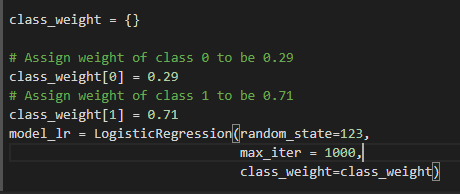 class_weight = {}
# Assign weight of class 0 to be 0.29
class_weight[0] = 0.29
# Assign weight of class 1 to be 0.71
class_weight[1] = 0.71
model_lr = LogisticRegression(random_state=123,
max_iter = 1000,
class_weight=class_weight)